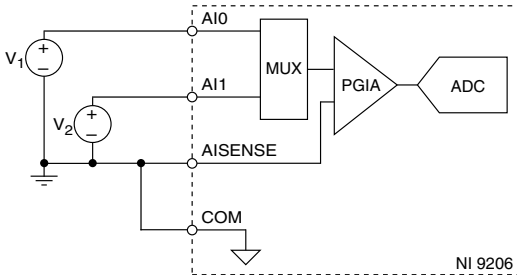 AI0
V1
+
−
MUX
PGIA
ADC
AI1
V2
+
−
AISENSE
COM
NI 9206